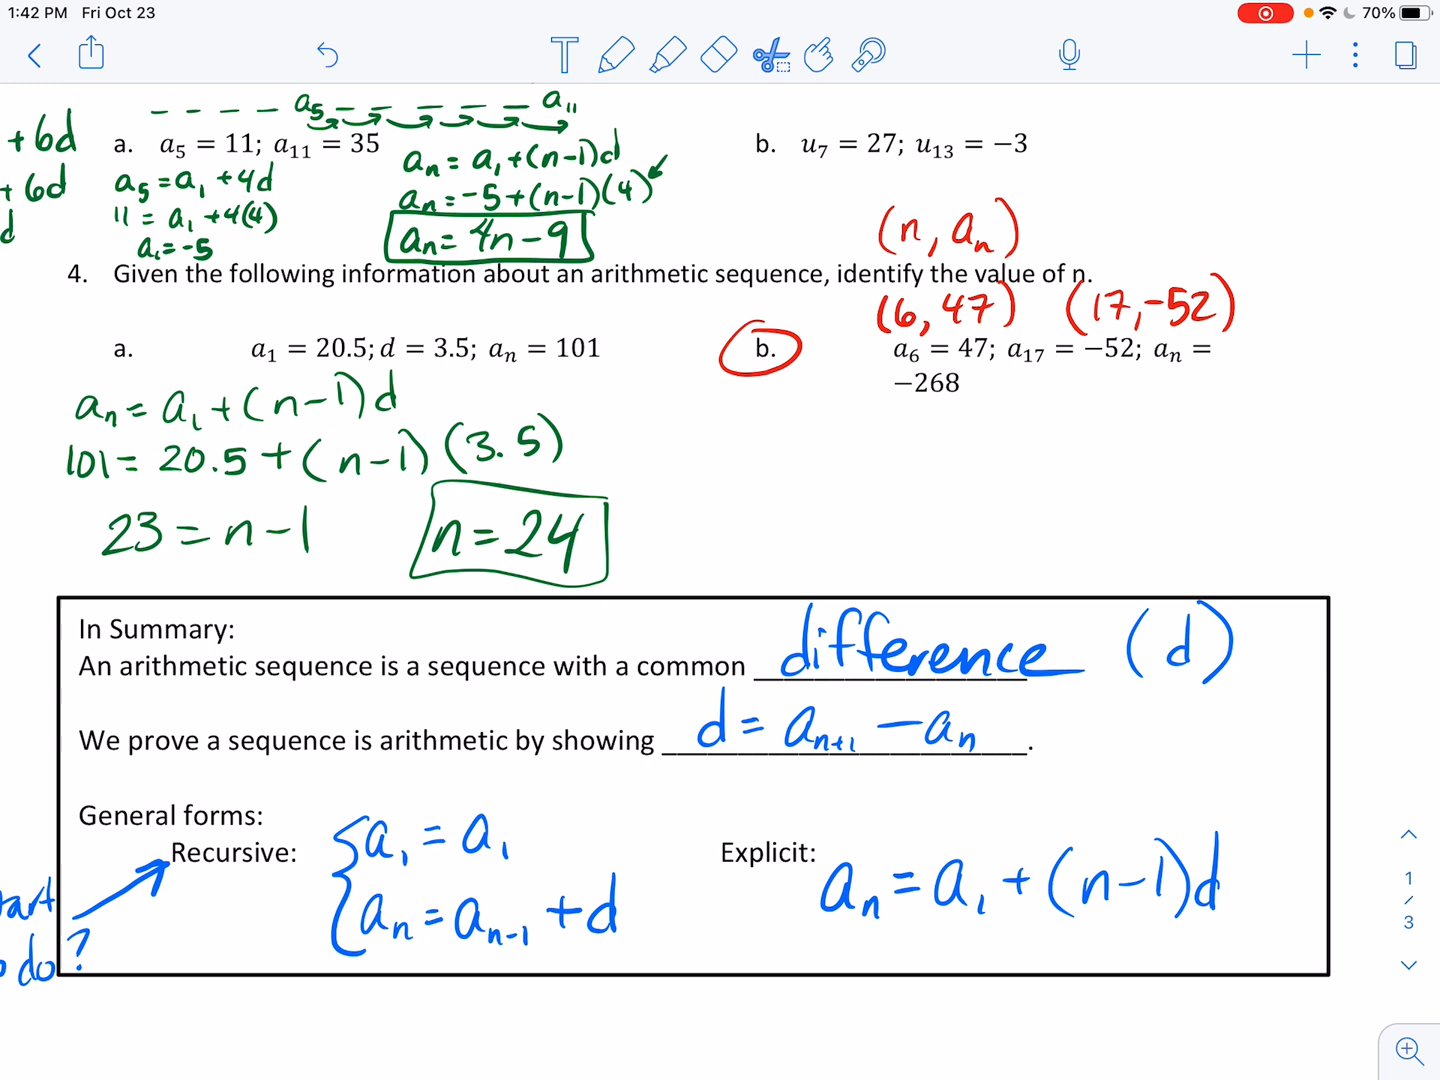 1:42 PM Fri Oct 23
70%
T
_ _ _ _ a₅ _ _ _ _ _ a₁₁
+6d
a. a₅ = 11; a₁₁ = 35
b. u₇ = 27; u₁₃ = −3
aₙ = a₁ + (n−1)d
+ 6d
a₅ = a₁ + 4d
aₙ = −5 + (n−1)(4)
d
11 = a₁ + 4(4)
aₙ = 4n − 9
a₁ = −5
(n, aₙ)
4. Given the following information about an arithmetic sequence, identify the value of n.
(6, 47) (17, −52)
a. a₁ = 20.5; d = 3.5; aₙ = 101
b. a₆ = 47; a₁₇ = −52; aₙ =
−268
aₙ = a₁ + (n−1)d
101 = 20.5 + (n−1)(3.5)
23 = n−1
n = 24
In Summary:
An arithmetic sequence is a sequence with a common difference (d)
We prove a sequence is arithmetic by showing d = aₙ₊₁ − aₙ.
General forms:
Recursive: { a₁ = a₁
aₙ = aₙ₋₁ + d
Explicit: aₙ = a₁ + (n−1)d
do?
1
/
3